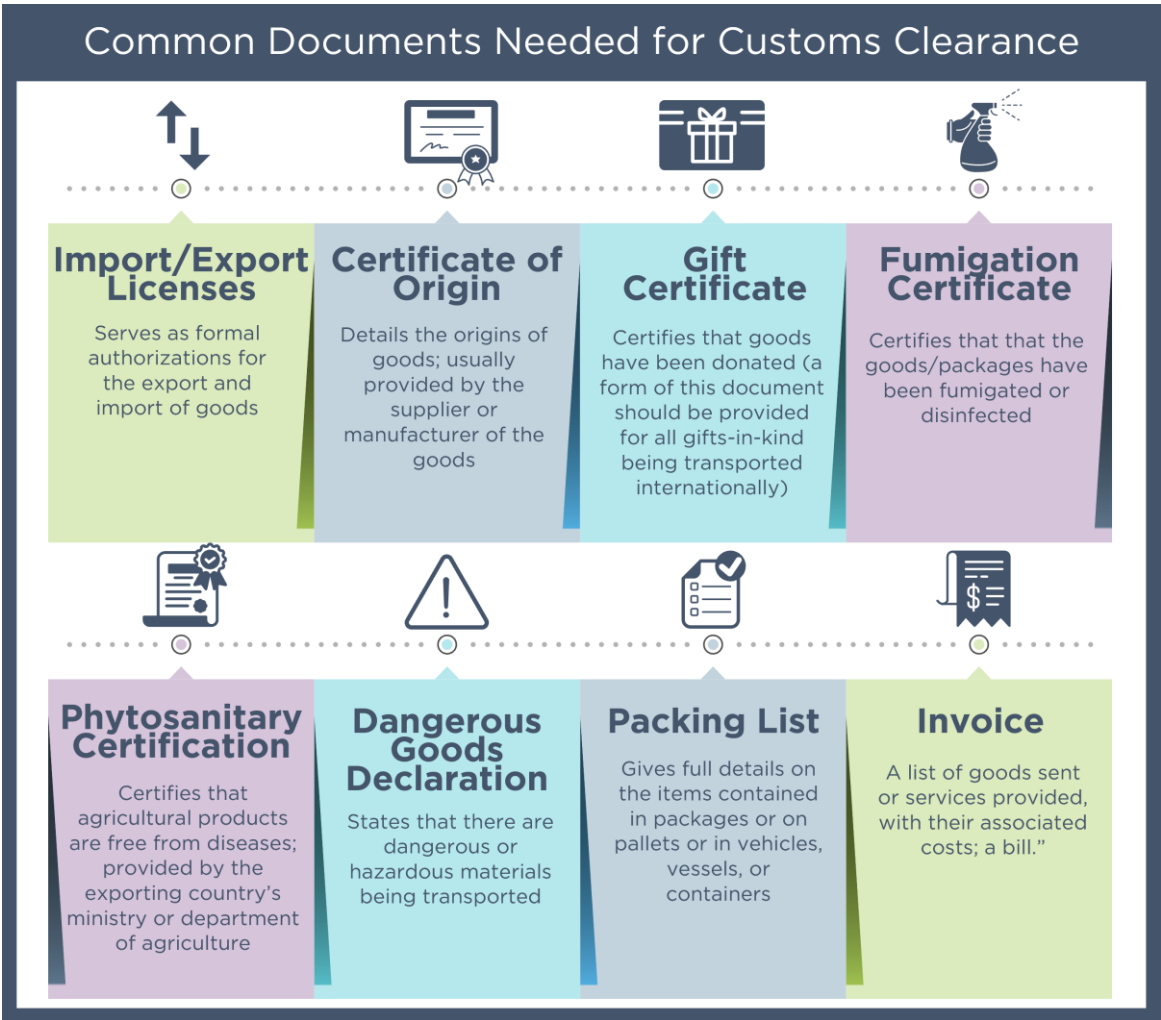 Common Documents Needed for Customs Clearance
Import/Export
Licenses
Serves as formal
authorizations for
the export and
import of goods
Certificate of
Origin
Details the origins of
goods; usually
provided by the
supplier or
manufacturer of the
goods
Gift
Certificate
Certifies that goods
have been donated (a
form of this document
should be provided
for all gifts-in-kind
being transported
internationally)
Fumigation
Certificate
Certifies that that the
goods/packages have
been fumigated or
disinfected
Phytosanitary
Certification
Certifies that
agricultural products
are free from diseases;
provided by the
exporting country’s
ministry or department
of agriculture
Dangerous
Goods
Declaration
States that there are
dangerous or
hazardous materials
being transported
Packing List
Gives full details on
the items contained
in packages or on
pallets or in vehicles,
vessels, or
containers
$
Invoice
A list of goods sent
or services provided,
with their associated
costs; a bill.”